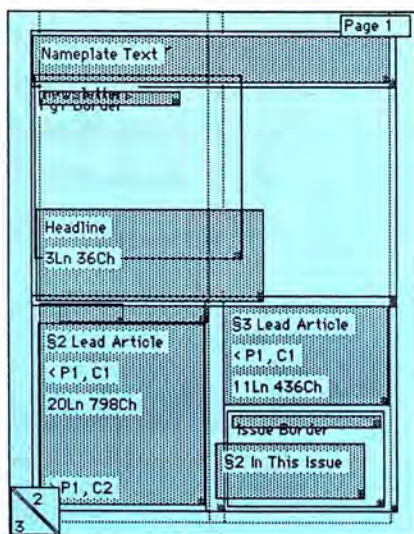 Page 1
Nameplate Text
Border
Headline
3Ln 36Ch
§2 Lead Article
< P1, C1
20Ln 798Ch
> P1, C2
§3 Lead Article
< P1, C1
11Ln 436Ch
Issue Border
§2 In This Issue
2
3